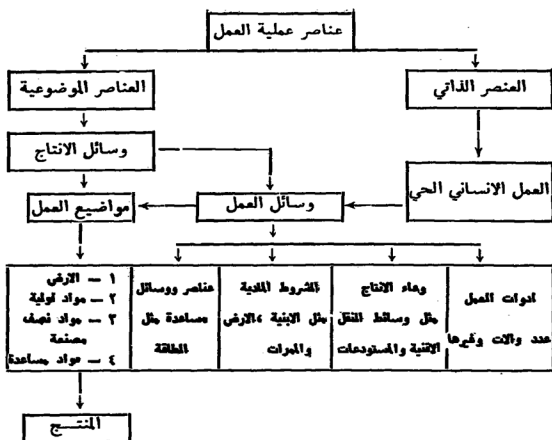 عناصر عملية العمل
العنصر الذاتي
العناصر الموضوعية
وسائل الانتاج
العمل الانساني الحي
وسائل العمل
مواضيع العمل
ادوات العمل
عدد والات وغيرها
وعاء الانتاج
مثل وسائط النقل
الاقنية والمستودعات
الشروط المادية
مثل الابنية ،الارض
والممرات
عناصر ووسائل
مساعدة مثل
الطاقة
١ — الارض
٢ — مواد اولية
٣ — مواد نصف
مصنعة
٤ — مواد مساعدة
المنتـج